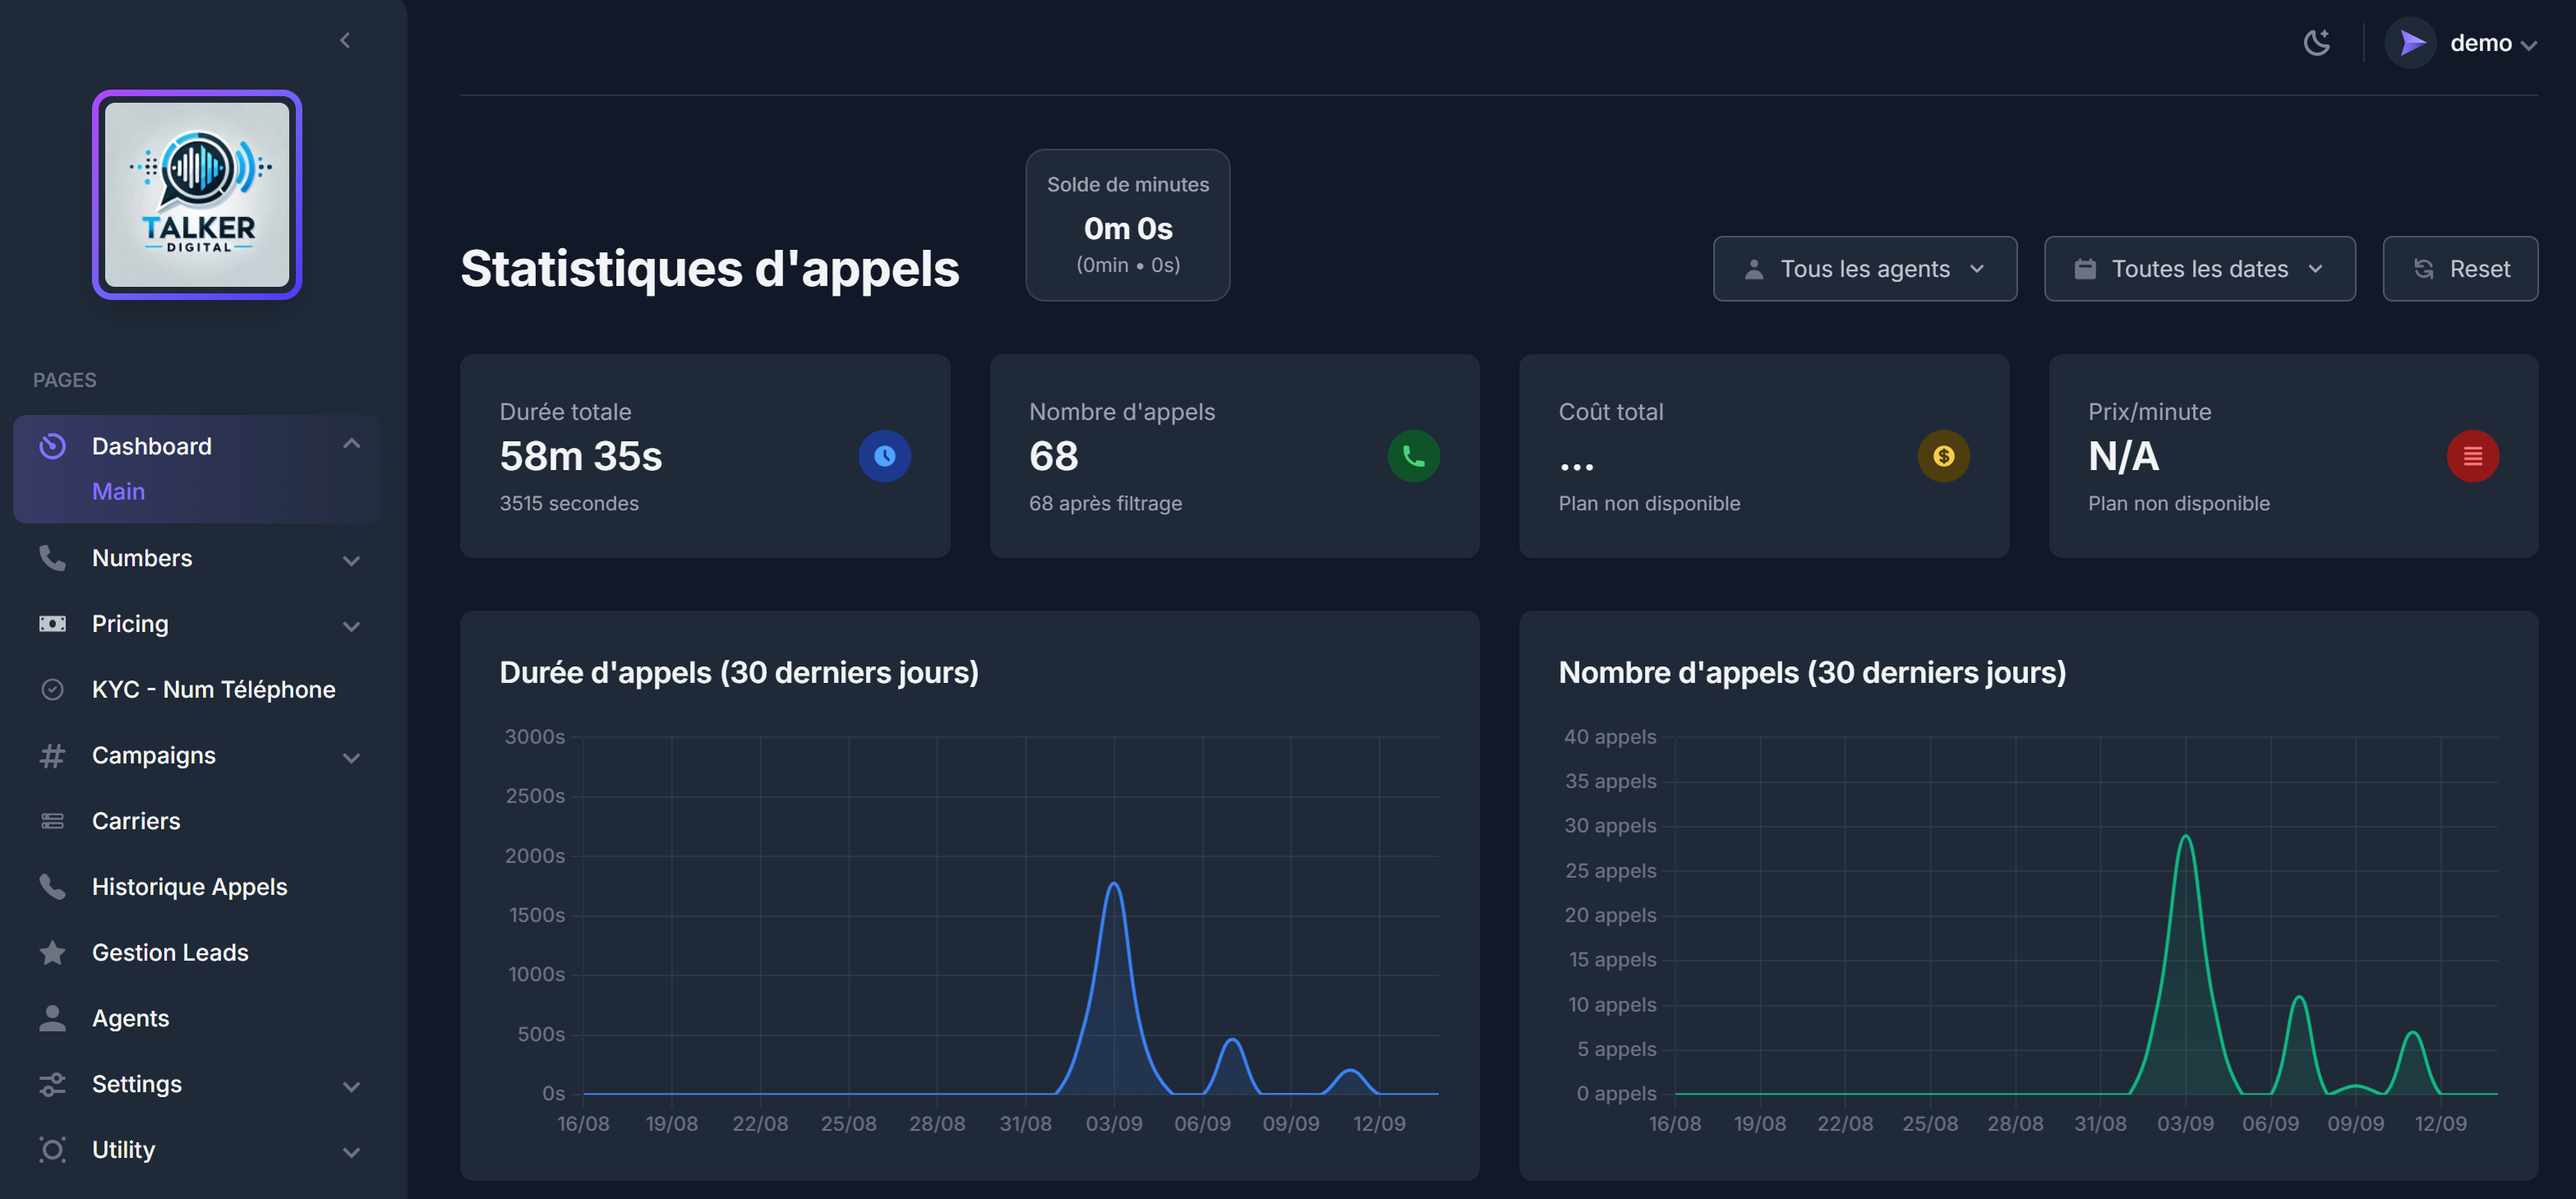 demo
TALKER
DIGITAL
PAGES
Dashboard
Main
Numbers
Pricing
KYC - Num Téléphone
Campaigns
Carriers
Historique Appels
Gestion Leads
Agents
Settings
Utility
Statistiques d'appels
Solde de minutes
0m 0s
(0min • 0s)
Tous les agents
Toutes les dates
Reset
Durée totale
58m 35s
3515 secondes
Nombre d'appels
68
68 après filtrage
Coût total
...
Plan non disponible
Prix/minute
N/A
Plan non disponible
Durée d'appels (30 derniers jours)
3000s
2500s
2000s
1500s
1000s
500s
0s
16/08 19/08 22/08 25/08 28/08 31/08 03/09 06/09 09/09 12/09
Nombre d'appels (30 derniers jours)
40 appels
35 appels
30 appels
25 appels
20 appels
15 appels
10 appels
5 appels
0 appels
16/08 19/08 22/08 25/08 28/08 31/08 03/09 06/09 09/09 12/09